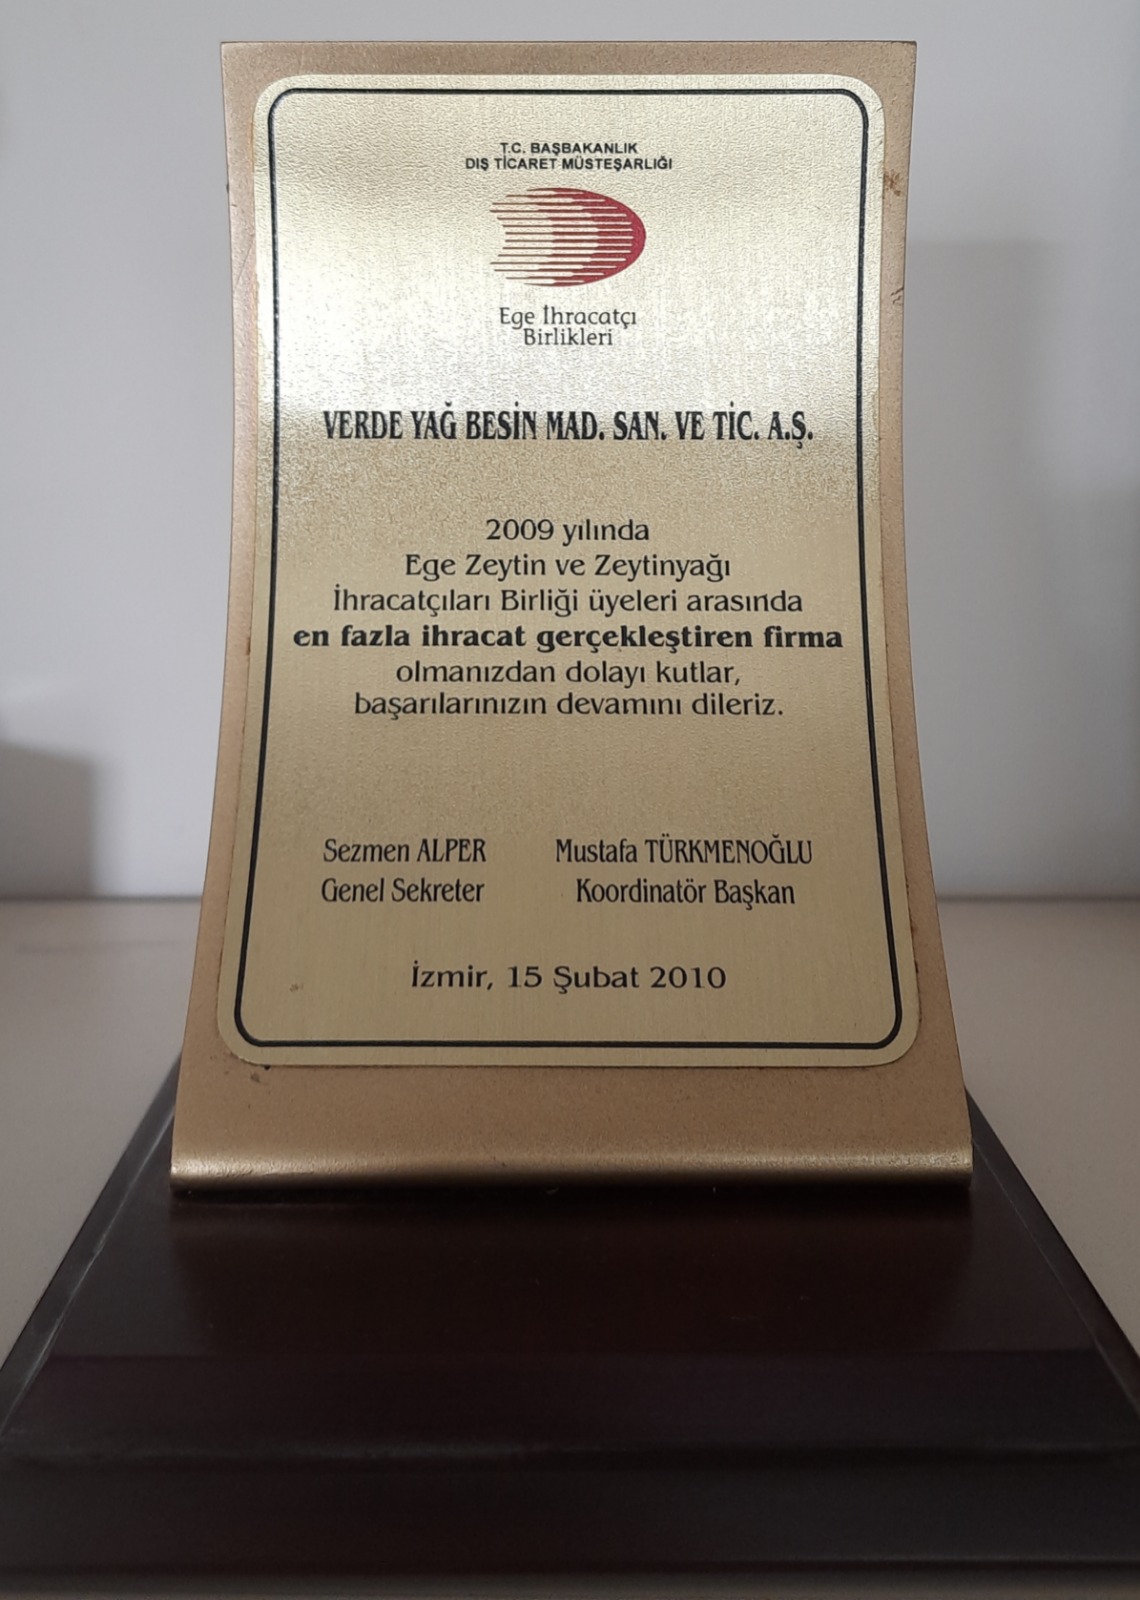 T.C. BAŞBAKANLIK
DIŞ TİCARET MÜSTEŞARLIĞI
Ege İhracatçı
Birlikleri
VERDE YAĞ BESİN MAD. SAN. VE TİC. A.Ş.
2009 yılında
Ege Zeytin ve Zeytinyağı
İhracatçıları Birliği üyeleri arasında
en fazla ihracat gerçekleştiren firma
olmanızdan dolayı kutlar,
başarılarınızın devamını dileriz.
Sezmen ALPER Mustafa TÜRKMENOĞLU
Genel Sekreter Koordinatör Başkan
İzmir, 15 Şubat 2010